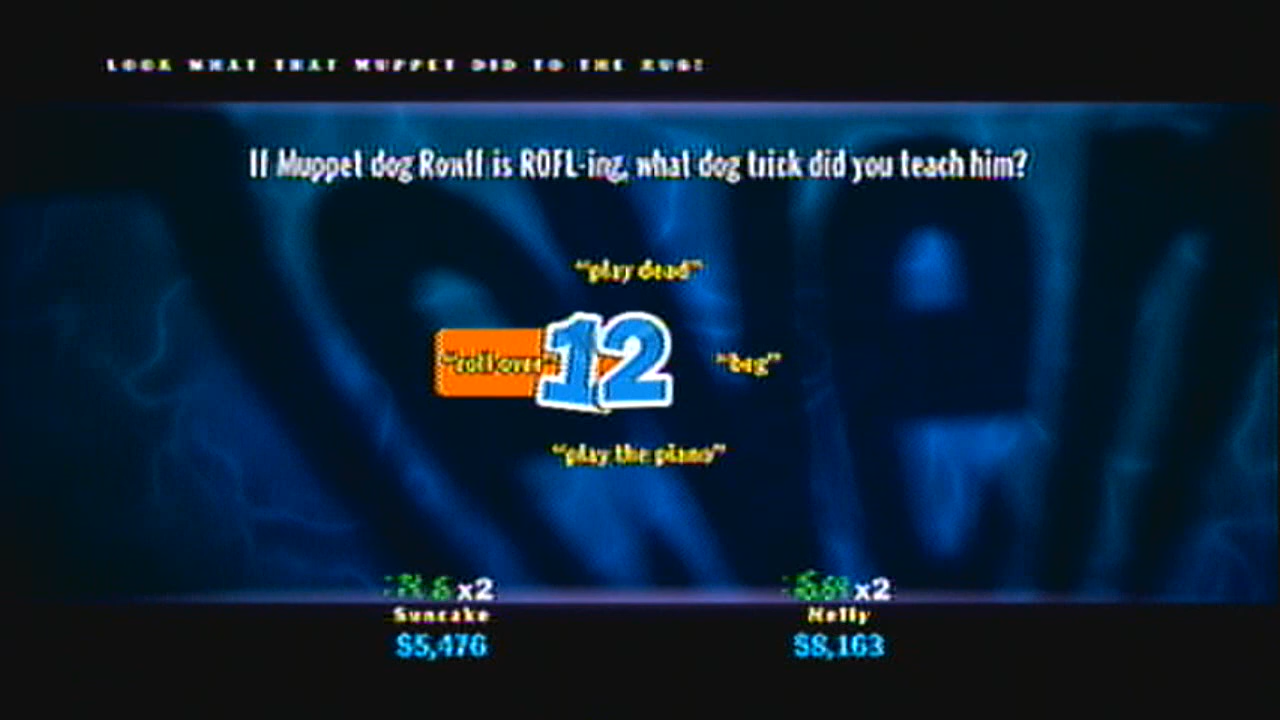 LOOK WHAT THAT MUPPET DID TO THE RUG!
If Muppet dog Rowlf is ROFL-ing, what dog trick did you teach him?
"play dead"
"roll over" 12 "beg"
"play the piano"
x2 x2
Suncake Nelly
$5,476 $8,163